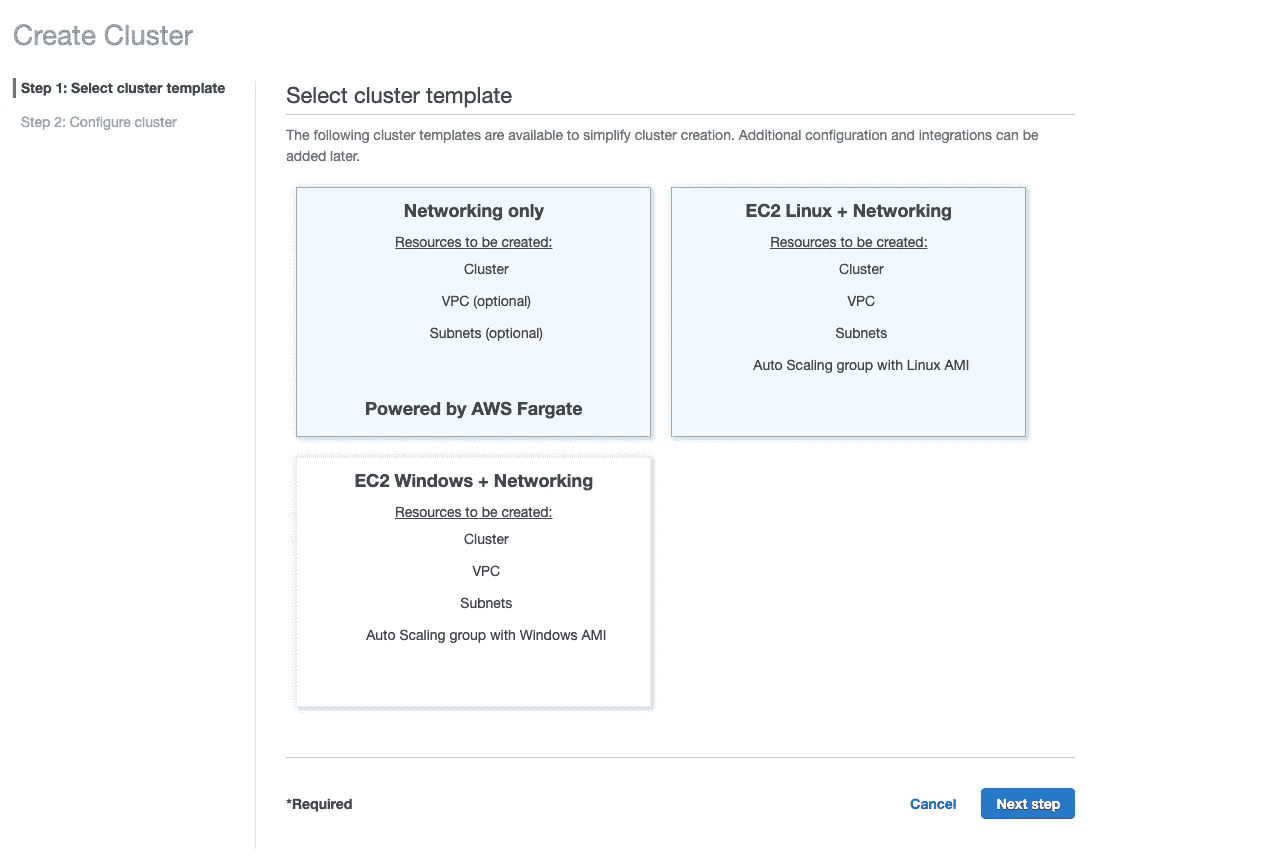 Create Cluster
Step 1: Select cluster template
Step 2: Configure cluster
Select cluster template
The following cluster templates are available to simplify cluster creation. Additional configuration and integrations can be
added later.
Networking only
Resources to be created:
Cluster
VPC (optional)
Subnets (optional)
Powered by AWS Fargate
EC2 Linux + Networking
Resources to be created:
Cluster
VPC
Subnets
Auto Scaling group with Linux AMI
EC2 Windows + Networking
Resources to be created:
Cluster
VPC
Subnets
Auto Scaling group with Windows AMI
*Required
Cancel
Next step